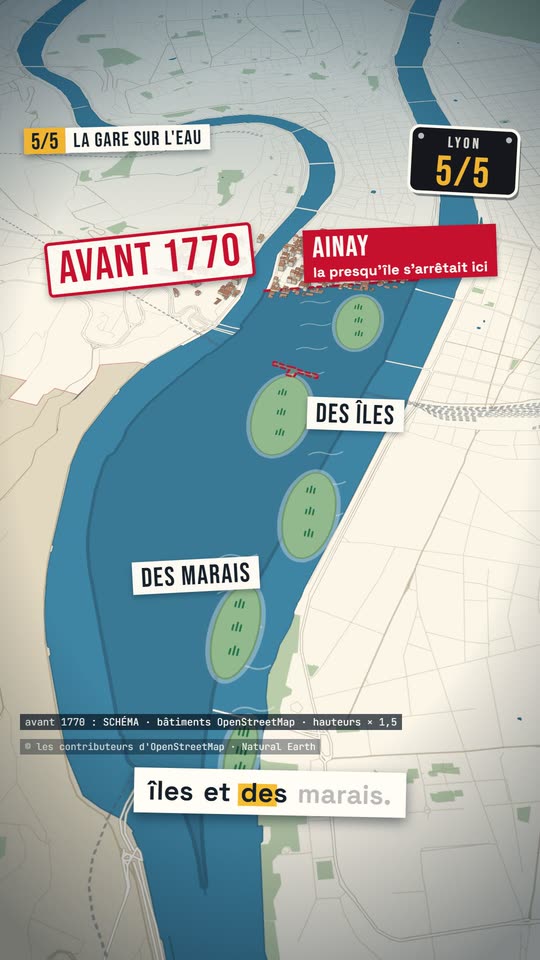 5/5 LA GARE SUR L'EAU
LYON
5/5
AVANT 1770
AINAY
la presqu'île s'arrêtait ici
DES ÎLES
DES MARAIS
avant 1770 : SCHÉMA · bâtiments OpenStreetMap · hauteurs × 1,5
© les contributeurs d'OpenStreetMap · Natural Earth
îles et des marais.